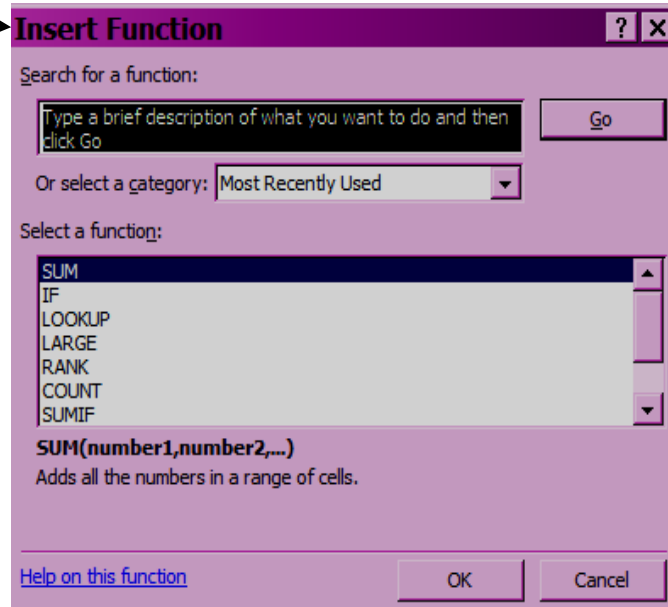 Insert Function
? X
Search for a function:
Type a brief description of what you want to do and then
click Go
Go
Or select a category: Most Recently Used
Select a function:
SUM
IF
LOOKUP
LARGE
RANK
COUNT
SUMIF
SUM(number1,number2,...)
Adds all the numbers in a range of cells.
Help on this function
OK
Cancel